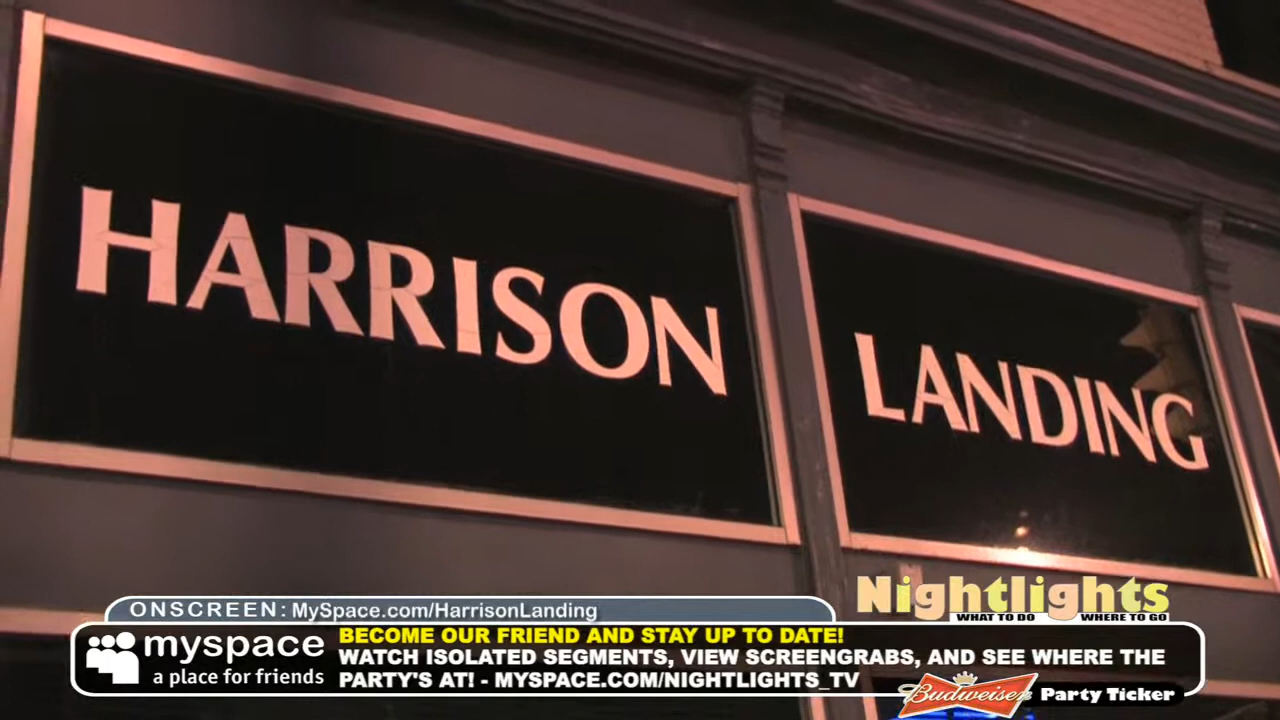 HARRISON LANDING
Nightlights
WHAT TO DO WHERE TO GO
ONSCREEN: MySpace.com/HarrisonLanding
myspace
a place for friends
BECOME OUR FRIEND AND STAY UP TO DATE!
WATCH ISOLATED SEGMENTS, VIEW SCREENGRABS, AND SEE WHERE THE
PARTY'S AT! - MYSPACE.COM/NIGHTLIGHTS_TV
Budweiser Party Ticker